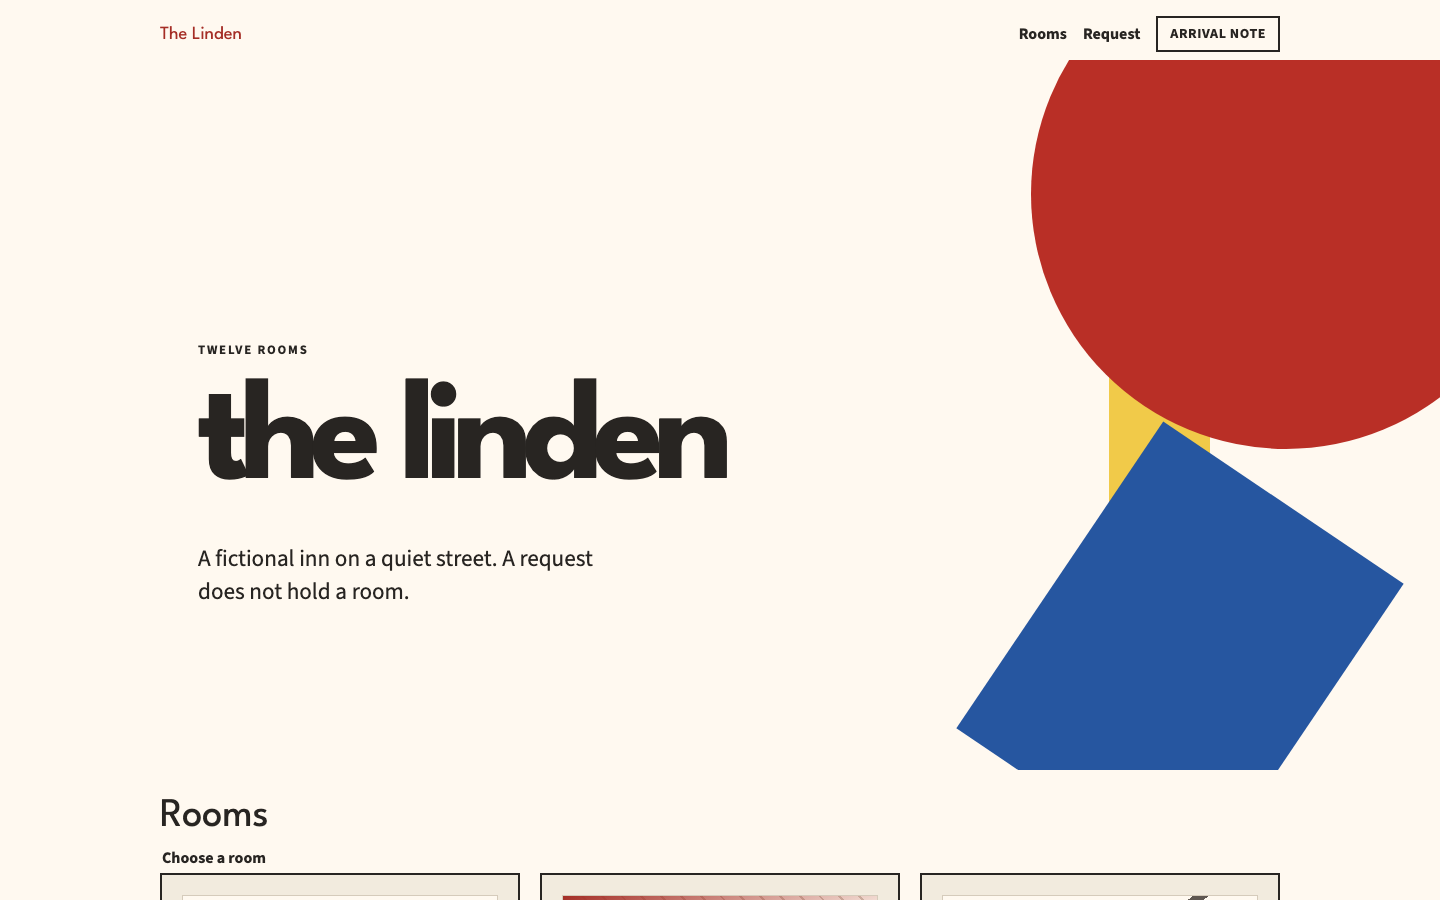 The Linden
Rooms
Request
ARRIVAL NOTE
TWELVE ROOMS
the linden
A fictional inn on a quiet street. A request
does not hold a room.
Rooms
Choose a room